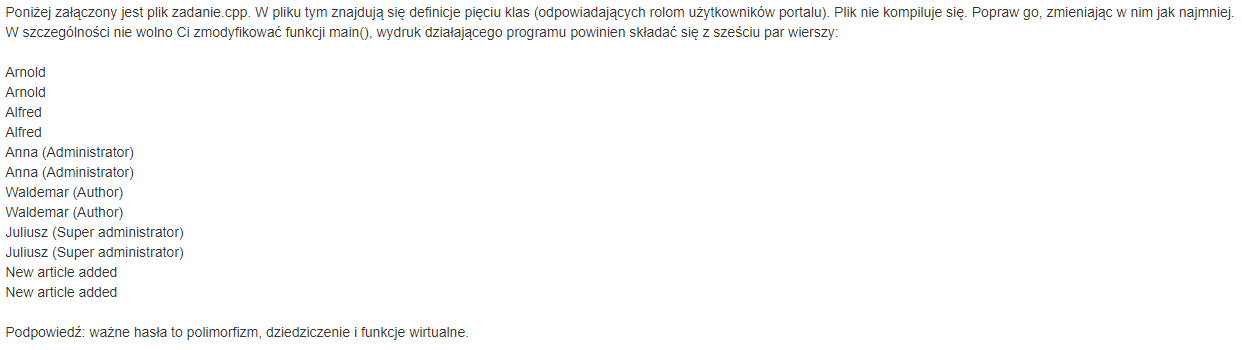 Poniżej załączony jest plik zadanie.cpp. W pliku tym znajdują się definicje pięciu klas (odpowiadających rolom użytkowników portalu). Plik nie kompiluje się. Popraw go, zmieniając w nim jak najmniej.
W szczególności nie wolno Ci zmodyfikować funkcji main(), wydruk działającego programu powinien składać się z sześciu par wierszy:
Arnold
Arnold
Alfred
Alfred
Anna (Administrator)
Anna (Administrator)
Waldemar (Author)
Waldemar (Author)
Juliusz (Super administrator)
Juliusz (Super administrator)
New article added
New article added
Podpowiedź: ważne hasła to polimorfizm, dziedziczenie i funkcje wirtualne.